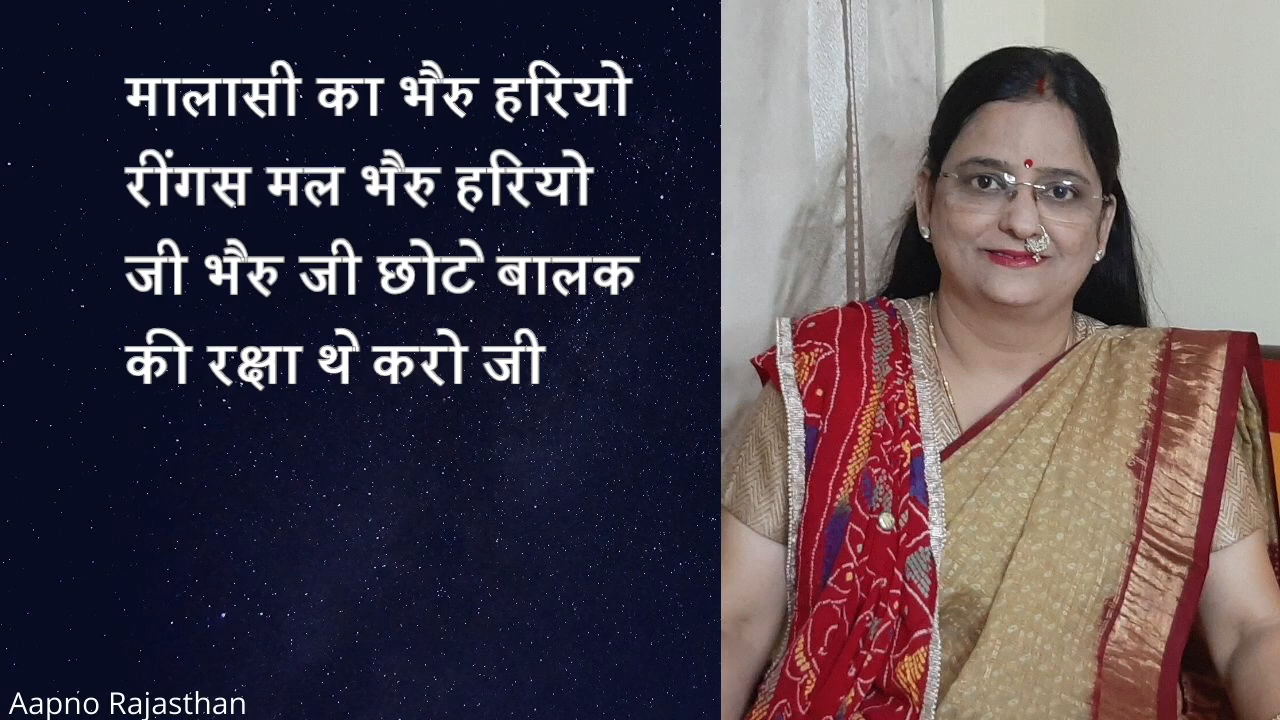 मालासी का भैरु हरियो
रींगस मल भैरु हरियो
जी भैरु जी छोटे बालक
की रक्षा थे करो जी
Aapno Rajasthan